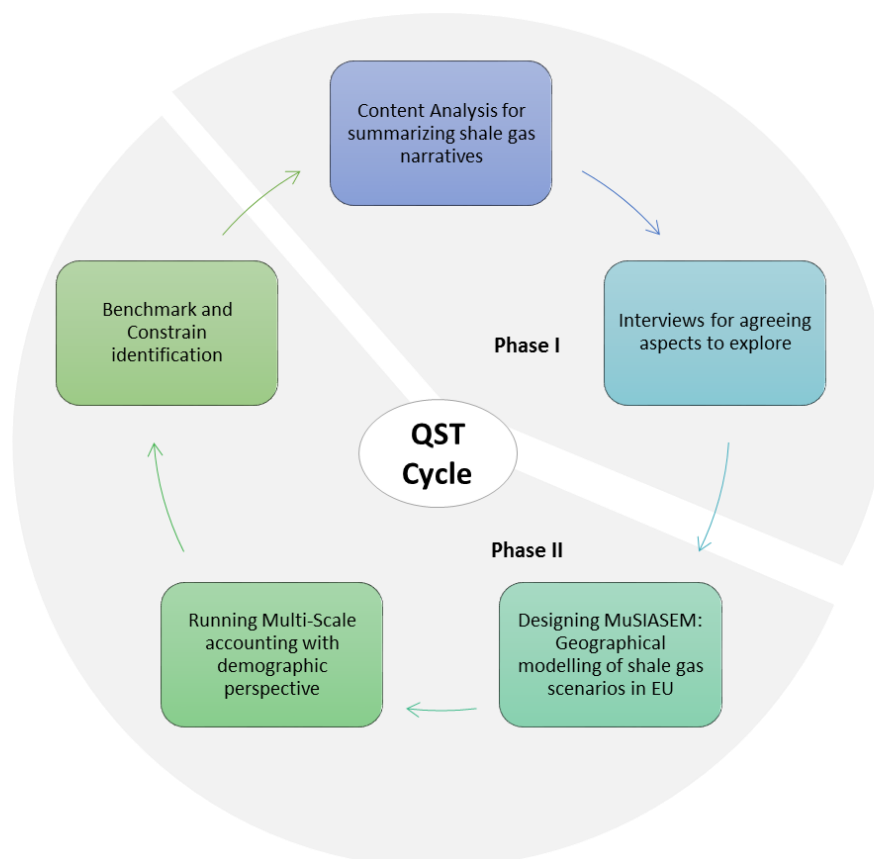 Content Analysis for
summarizing shale gas
narratives
Interviews for agreeing
aspects to explore
Phase I
Benchmark and
Constrain
identification
QST
Cycle
Phase II
Designing MuSIASEM:
Geographical
modelling of shale gas
scenarios in EU
Running Multi-Scale
accounting with
demographic
perspective